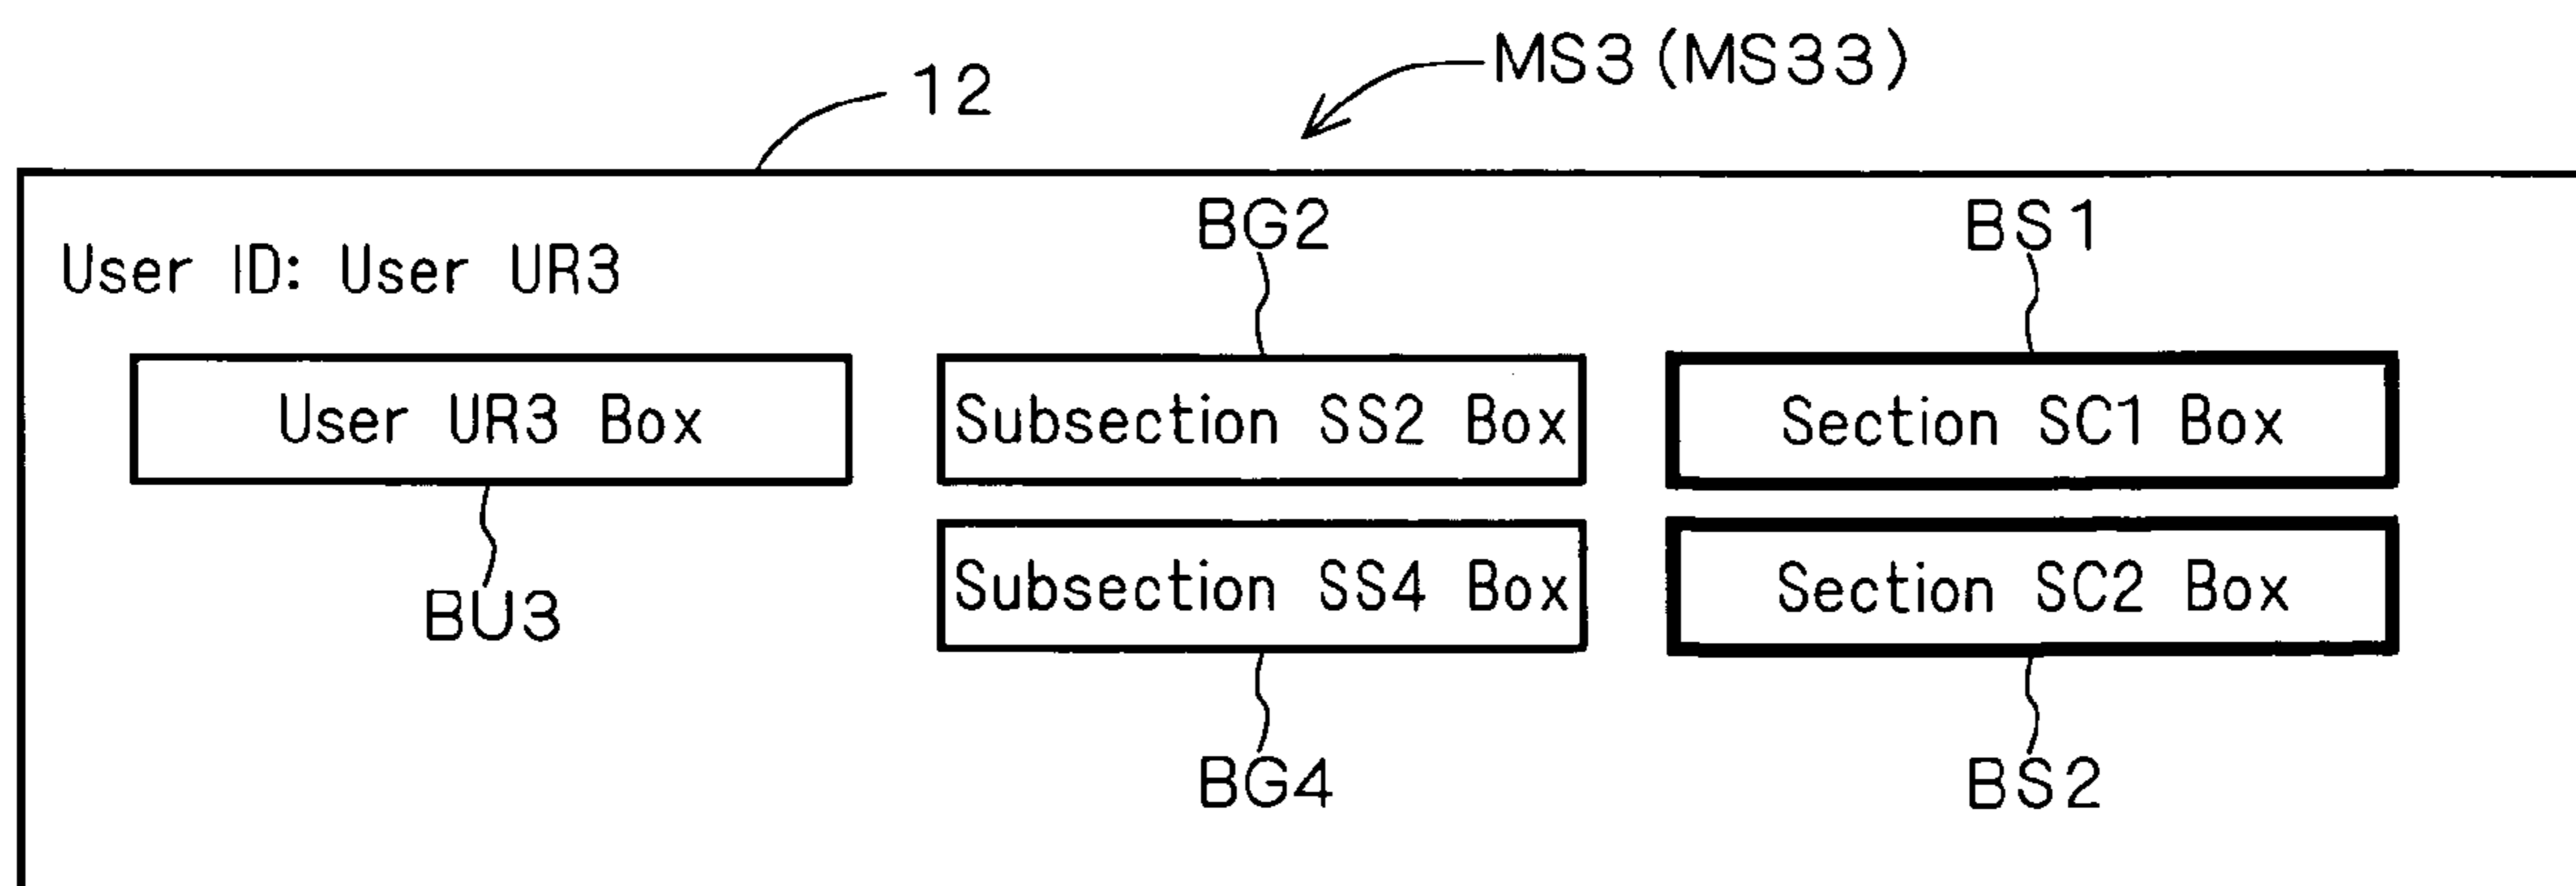 MS3 (MS33)
12
BG2 BS1
User ID: User UR3
User UR3 Box Subsection SS2 Box Section SC1 Box
Subsection SS4 Box Section SC2 Box
BU3
BG4 BS2